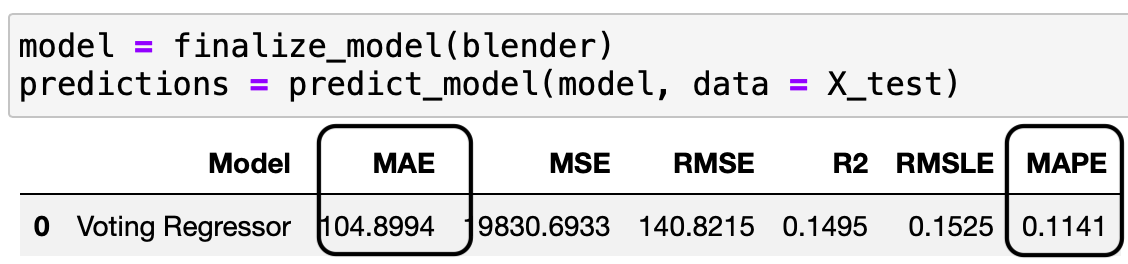 model = finalize_model(blender)
predictions = predict_model(model, data = X_test)
Model MAE MSE RMSE R2 RMSLE MAPE
0 Voting Regressor 104.8994 19830.6933 140.8215 0.1495 0.1525 0.1141